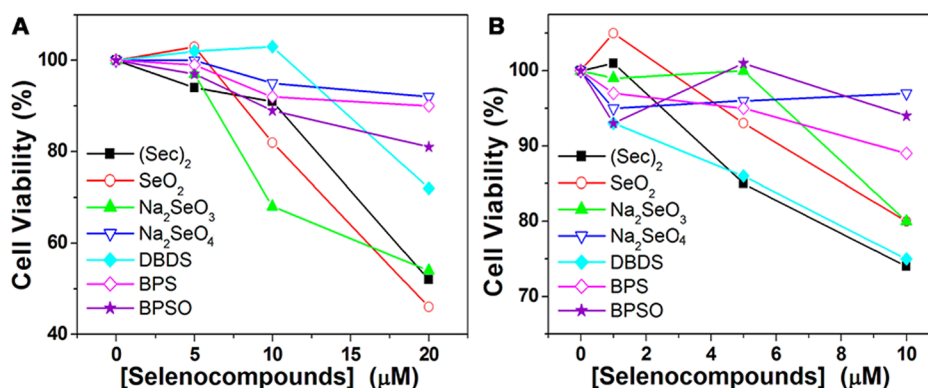 A
Cell Viability (%)
100
80
60
40
(Sec)₂
SeO₂
Na₂SeO₃
Na₂SeO₄
DBDS
BPS
BPSO
0 5 10 15 20
[Selenocompounds] (μM)
B
Cell Viability (%)
100
90
80
70
(Sec)₂
SeO₂
Na₂SeO₃
Na₂SeO₄
DBDS
BPS
BPSO
0 2 4 6 8 10
[Selenocompounds] (μM)